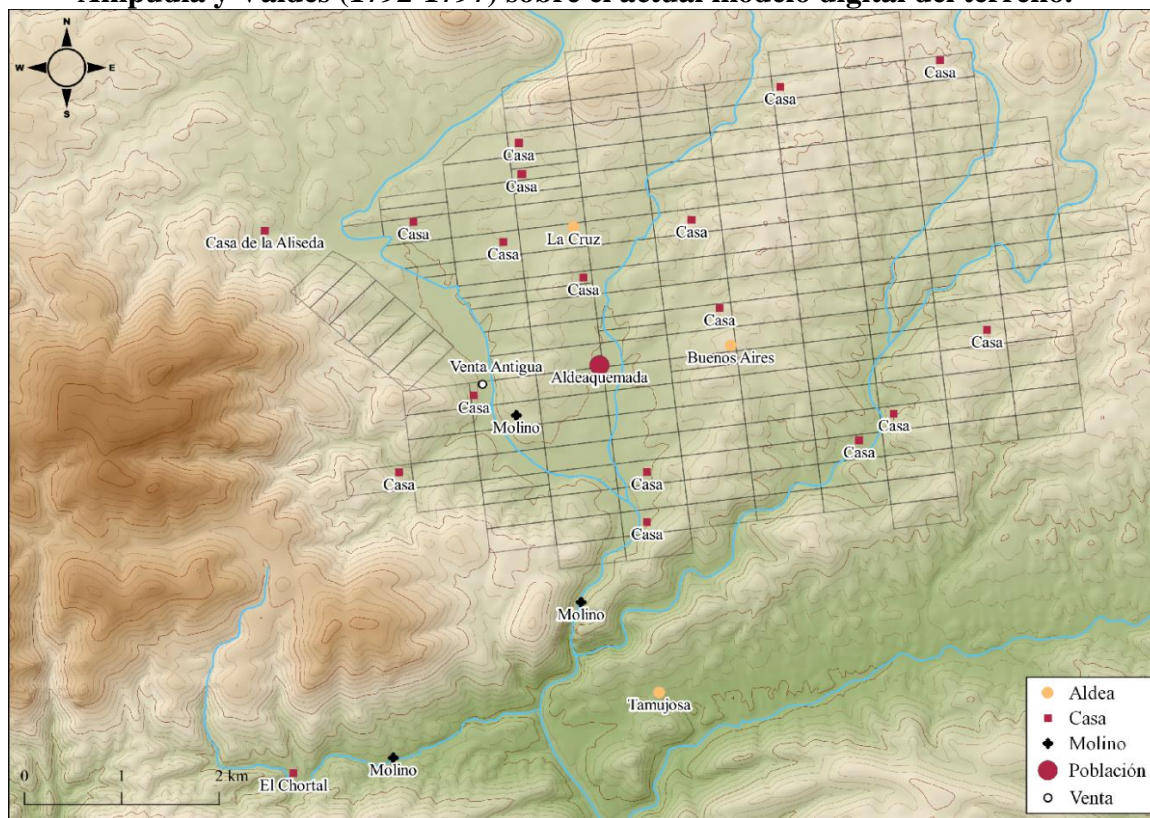 Ampudia y Valdés (1792-1797) sobre el actual modelo digital del terreno.
N
W E
S
Casa
Casa
Casa
Casa
Casa de la Aliseda
Casa
Casa
La Cruz
Casa
Casa
Casa
Buenos Aires
Casa
Venta Antigua
Aldeaquemada
Casa
Molino
Casa
Casa
Casa
Casa
Casa
Molino
Tamujosa
El Chortal
Molino
0 1 2 km
Aldea
Casa
Molino
Población
Venta